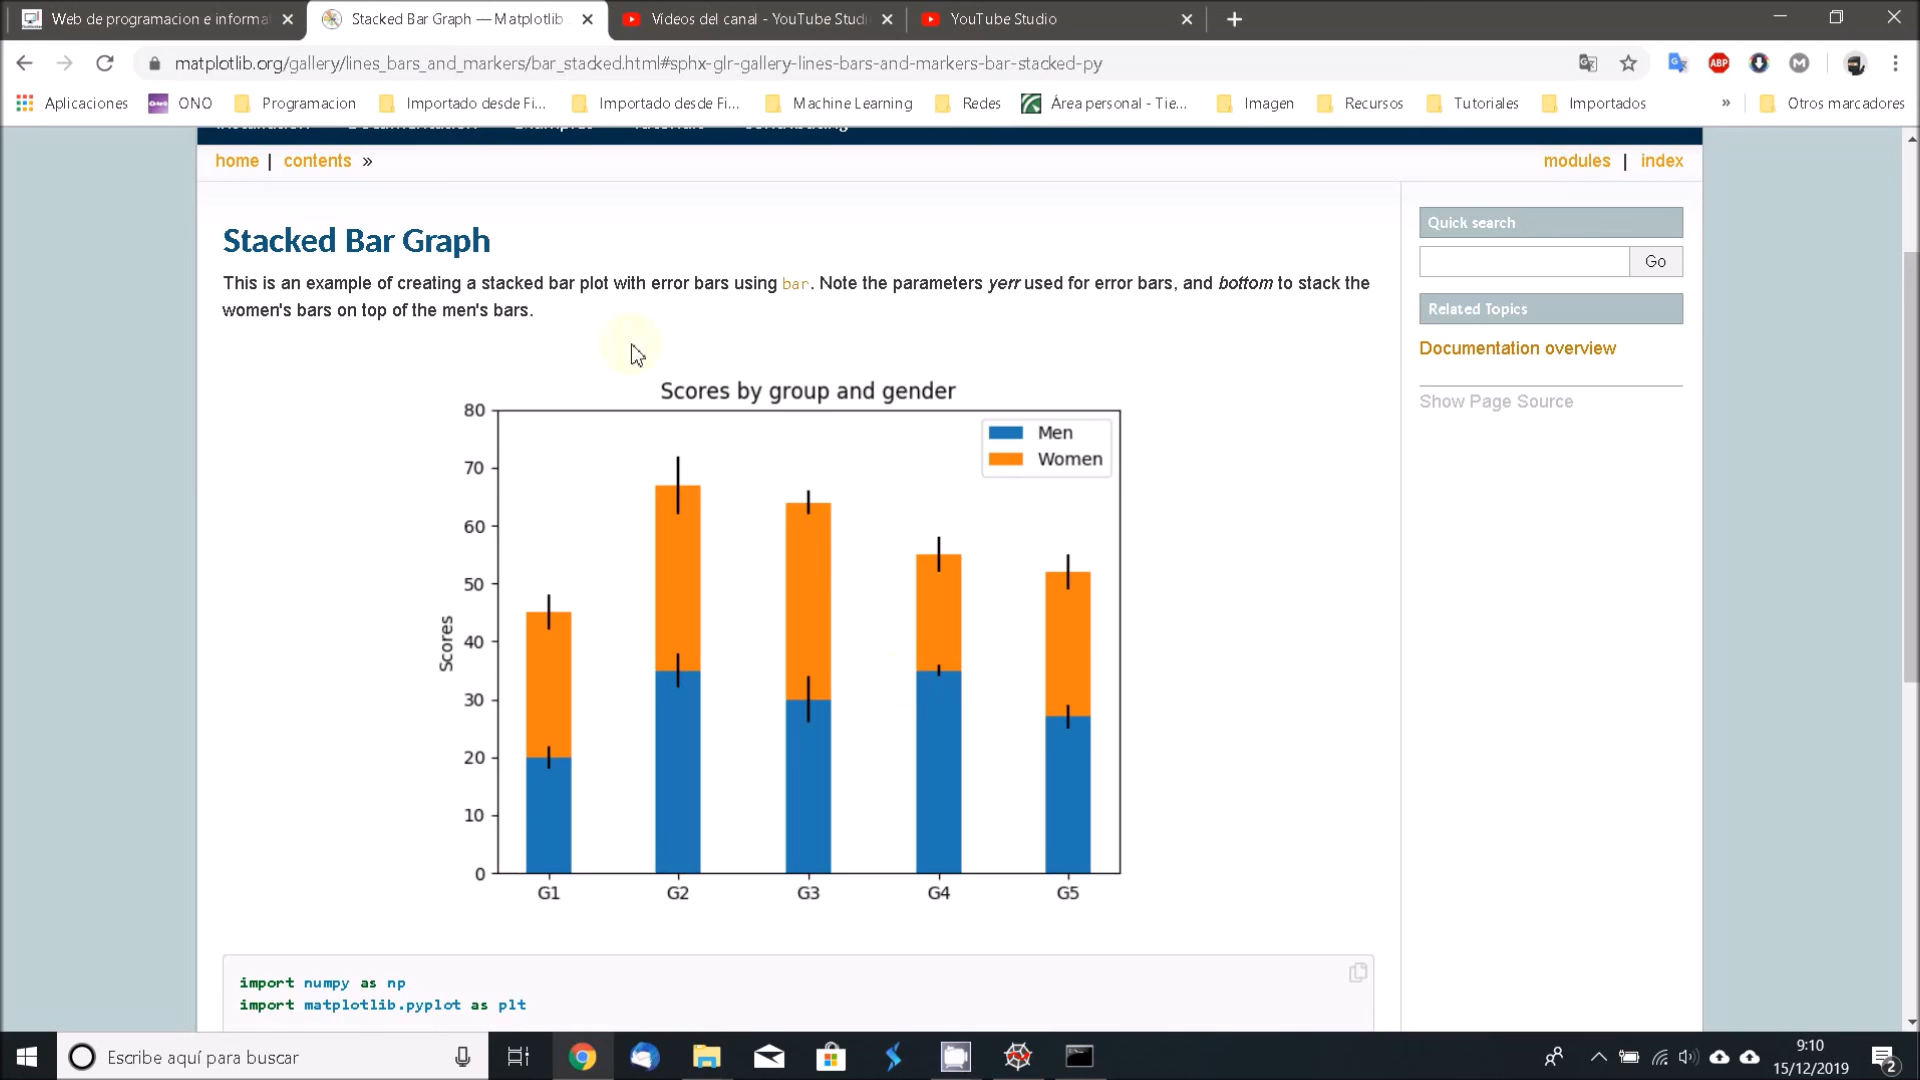 Web de programacion e informa
Stacked Bar Graph — Matplotlib
Vídeos del canal - YouTube Studi
YouTube Studio
matplotlib.org/gallery/lines_bars_and_markers/bar_stacked.html#sphx-glr-gallery-lines-bars-and-markers-bar-stacked-py
ABP
M
Aplicaciones
ONO
Programacion
Importado desde Fi...
Importado desde Fi...
Machine Learning
Redes
Área personal - Tie...
Imagen
Recursos
Tutoriales
Importados
»
Otros marcadores
home | contents »
modules | index
Stacked Bar Graph
This is an example of creating a stacked bar plot with error bars using bar. Note the parameters yerr used for error bars, and bottom to stack the
women's bars on top of the men's bars.
Quick search
Go
Related Topics
Documentation overview
Show Page Source
Scores by group and gender
Men
Women
80
70
60
50
40
30
20
10
0
Scores
G1
G2
G3
G4
G5
import numpy as np
import matplotlib.pyplot as plt
Escribe aquí para buscar
9:10
15/12/2019
2